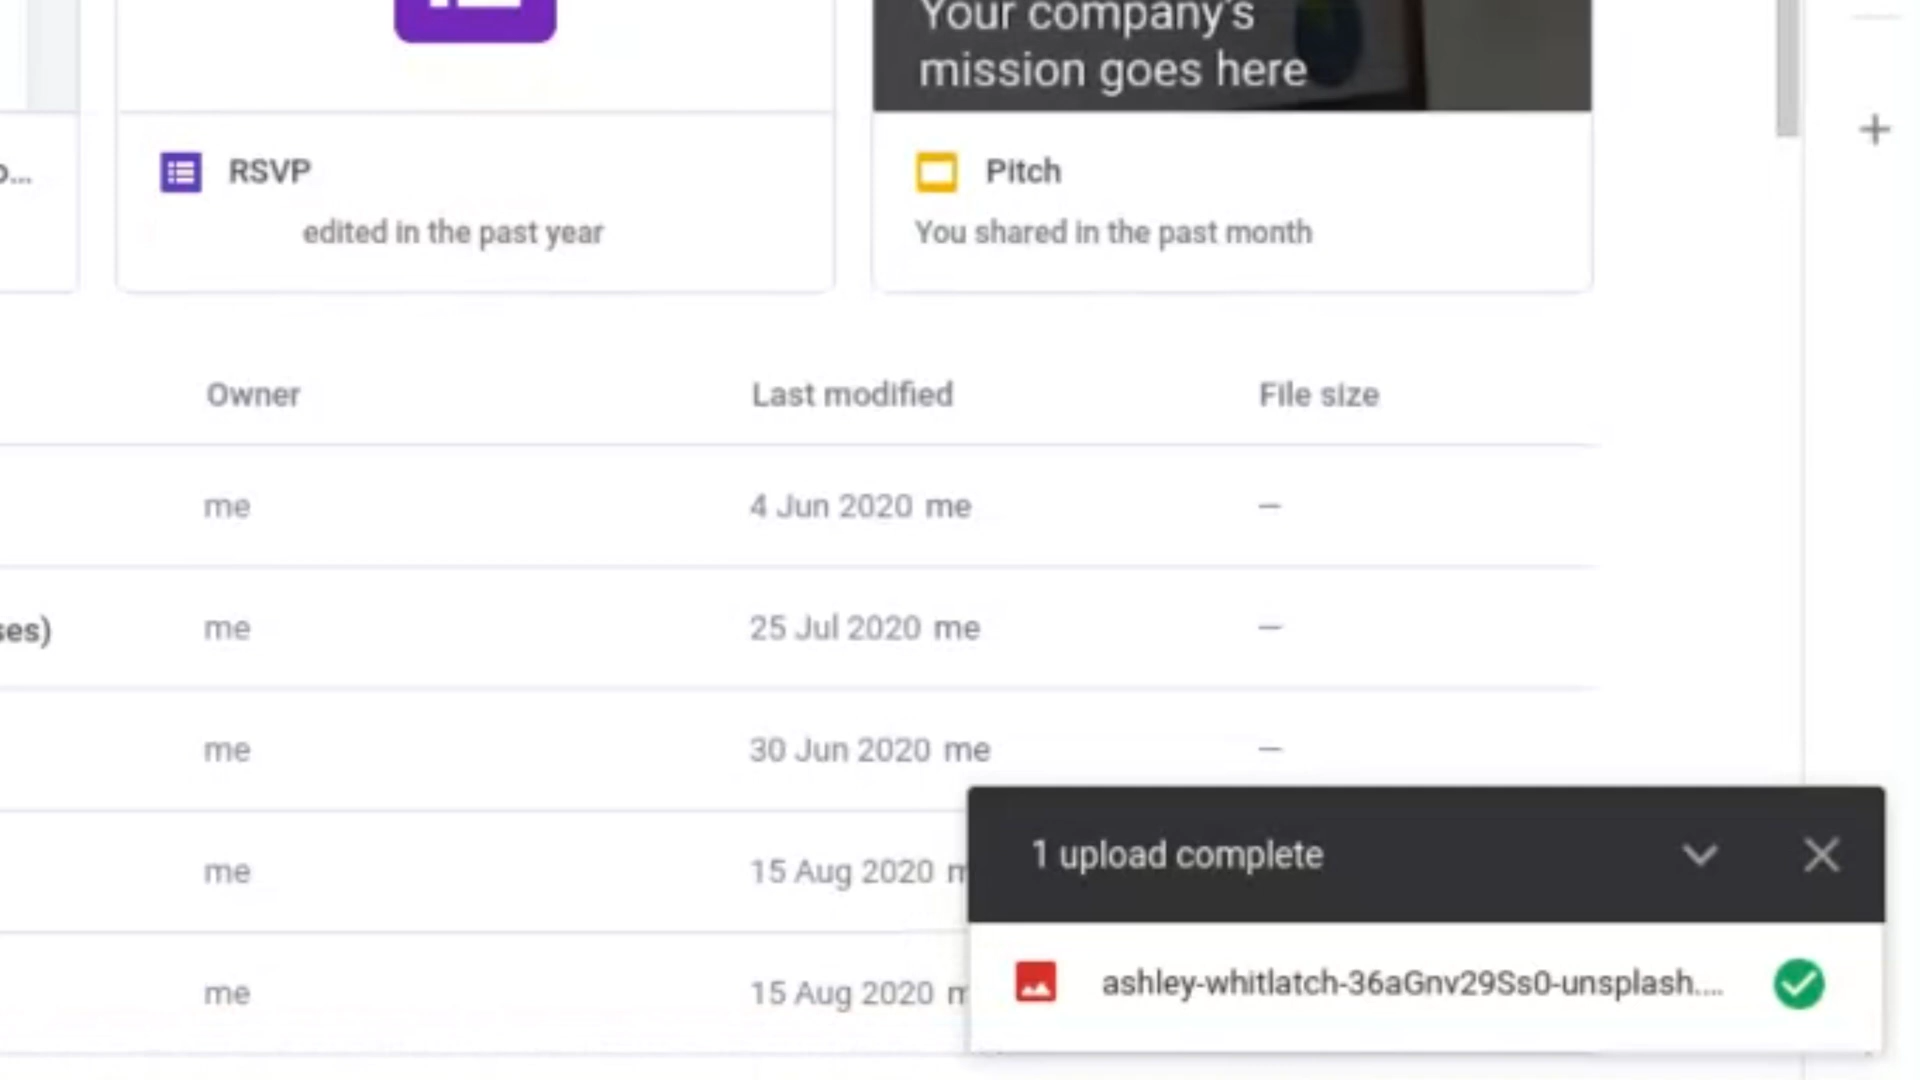 Your company's
mission goes here
o...
RSVP
edited in the past year
Pitch
You shared in the past month
Owner Last modified File size
me 4 Jun 2020 me –
ses) me 25 Jul 2020 me –
me 30 Jun 2020 me –
me 15 Aug 2020 m
me 15 Aug 2020 m
1 upload complete
ashley-whitlatch-36aGnv29Ss0-unsplash....